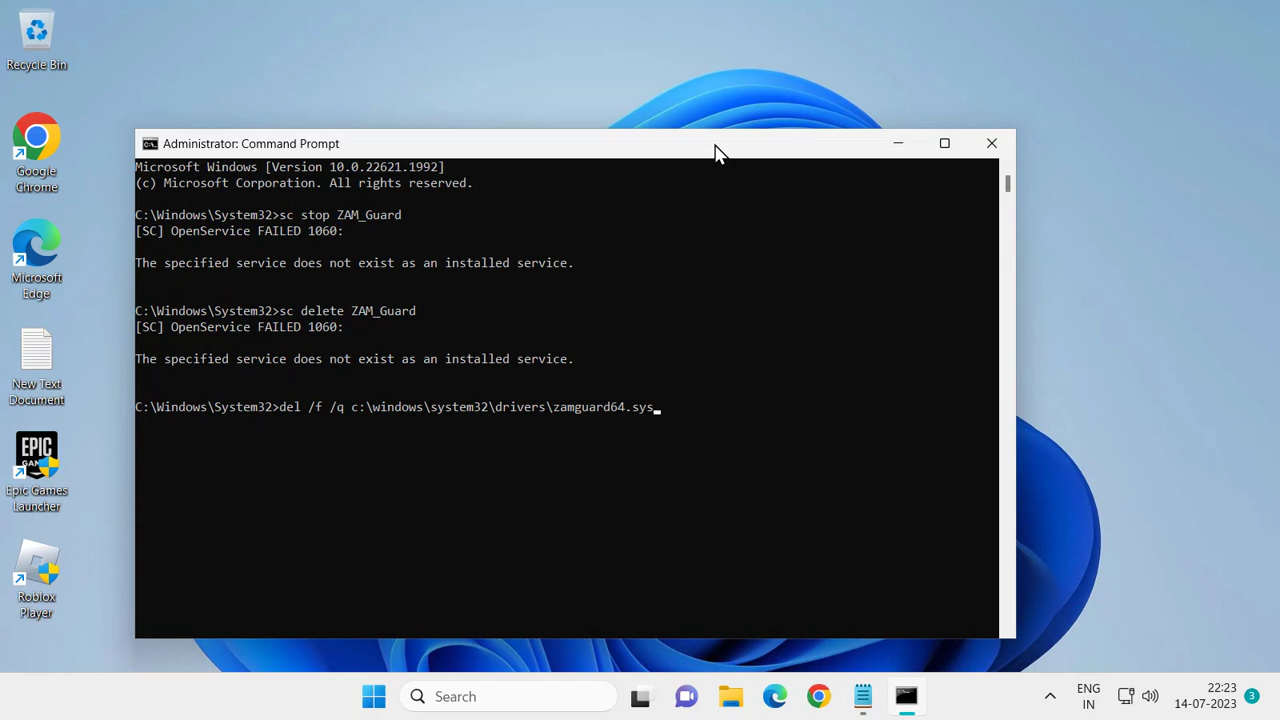 Recycle Bin
Google
Chrome
Microsoft
Edge
New Text
Document
EPIC
GAMES
Epic Games
Launcher
Roblox
Player
Administrator: Command Prompt
Microsoft Windows [Version 10.0.22621.1992]
(c) Microsoft Corporation. All rights reserved.
C:\Windows\System32>sc stop ZAM_Guard
[SC] OpenService FAILED 1060:
The specified service does not exist as an installed service.
C:\Windows\System32>sc delete ZAM_Guard
[SC] OpenService FAILED 1060:
The specified service does not exist as an installed service.
C:\Windows\System32>del /f /q c:\windows\system32\drivers\zamguard64.sys
Search
ENG
IN
22:23
14-07-2023
3